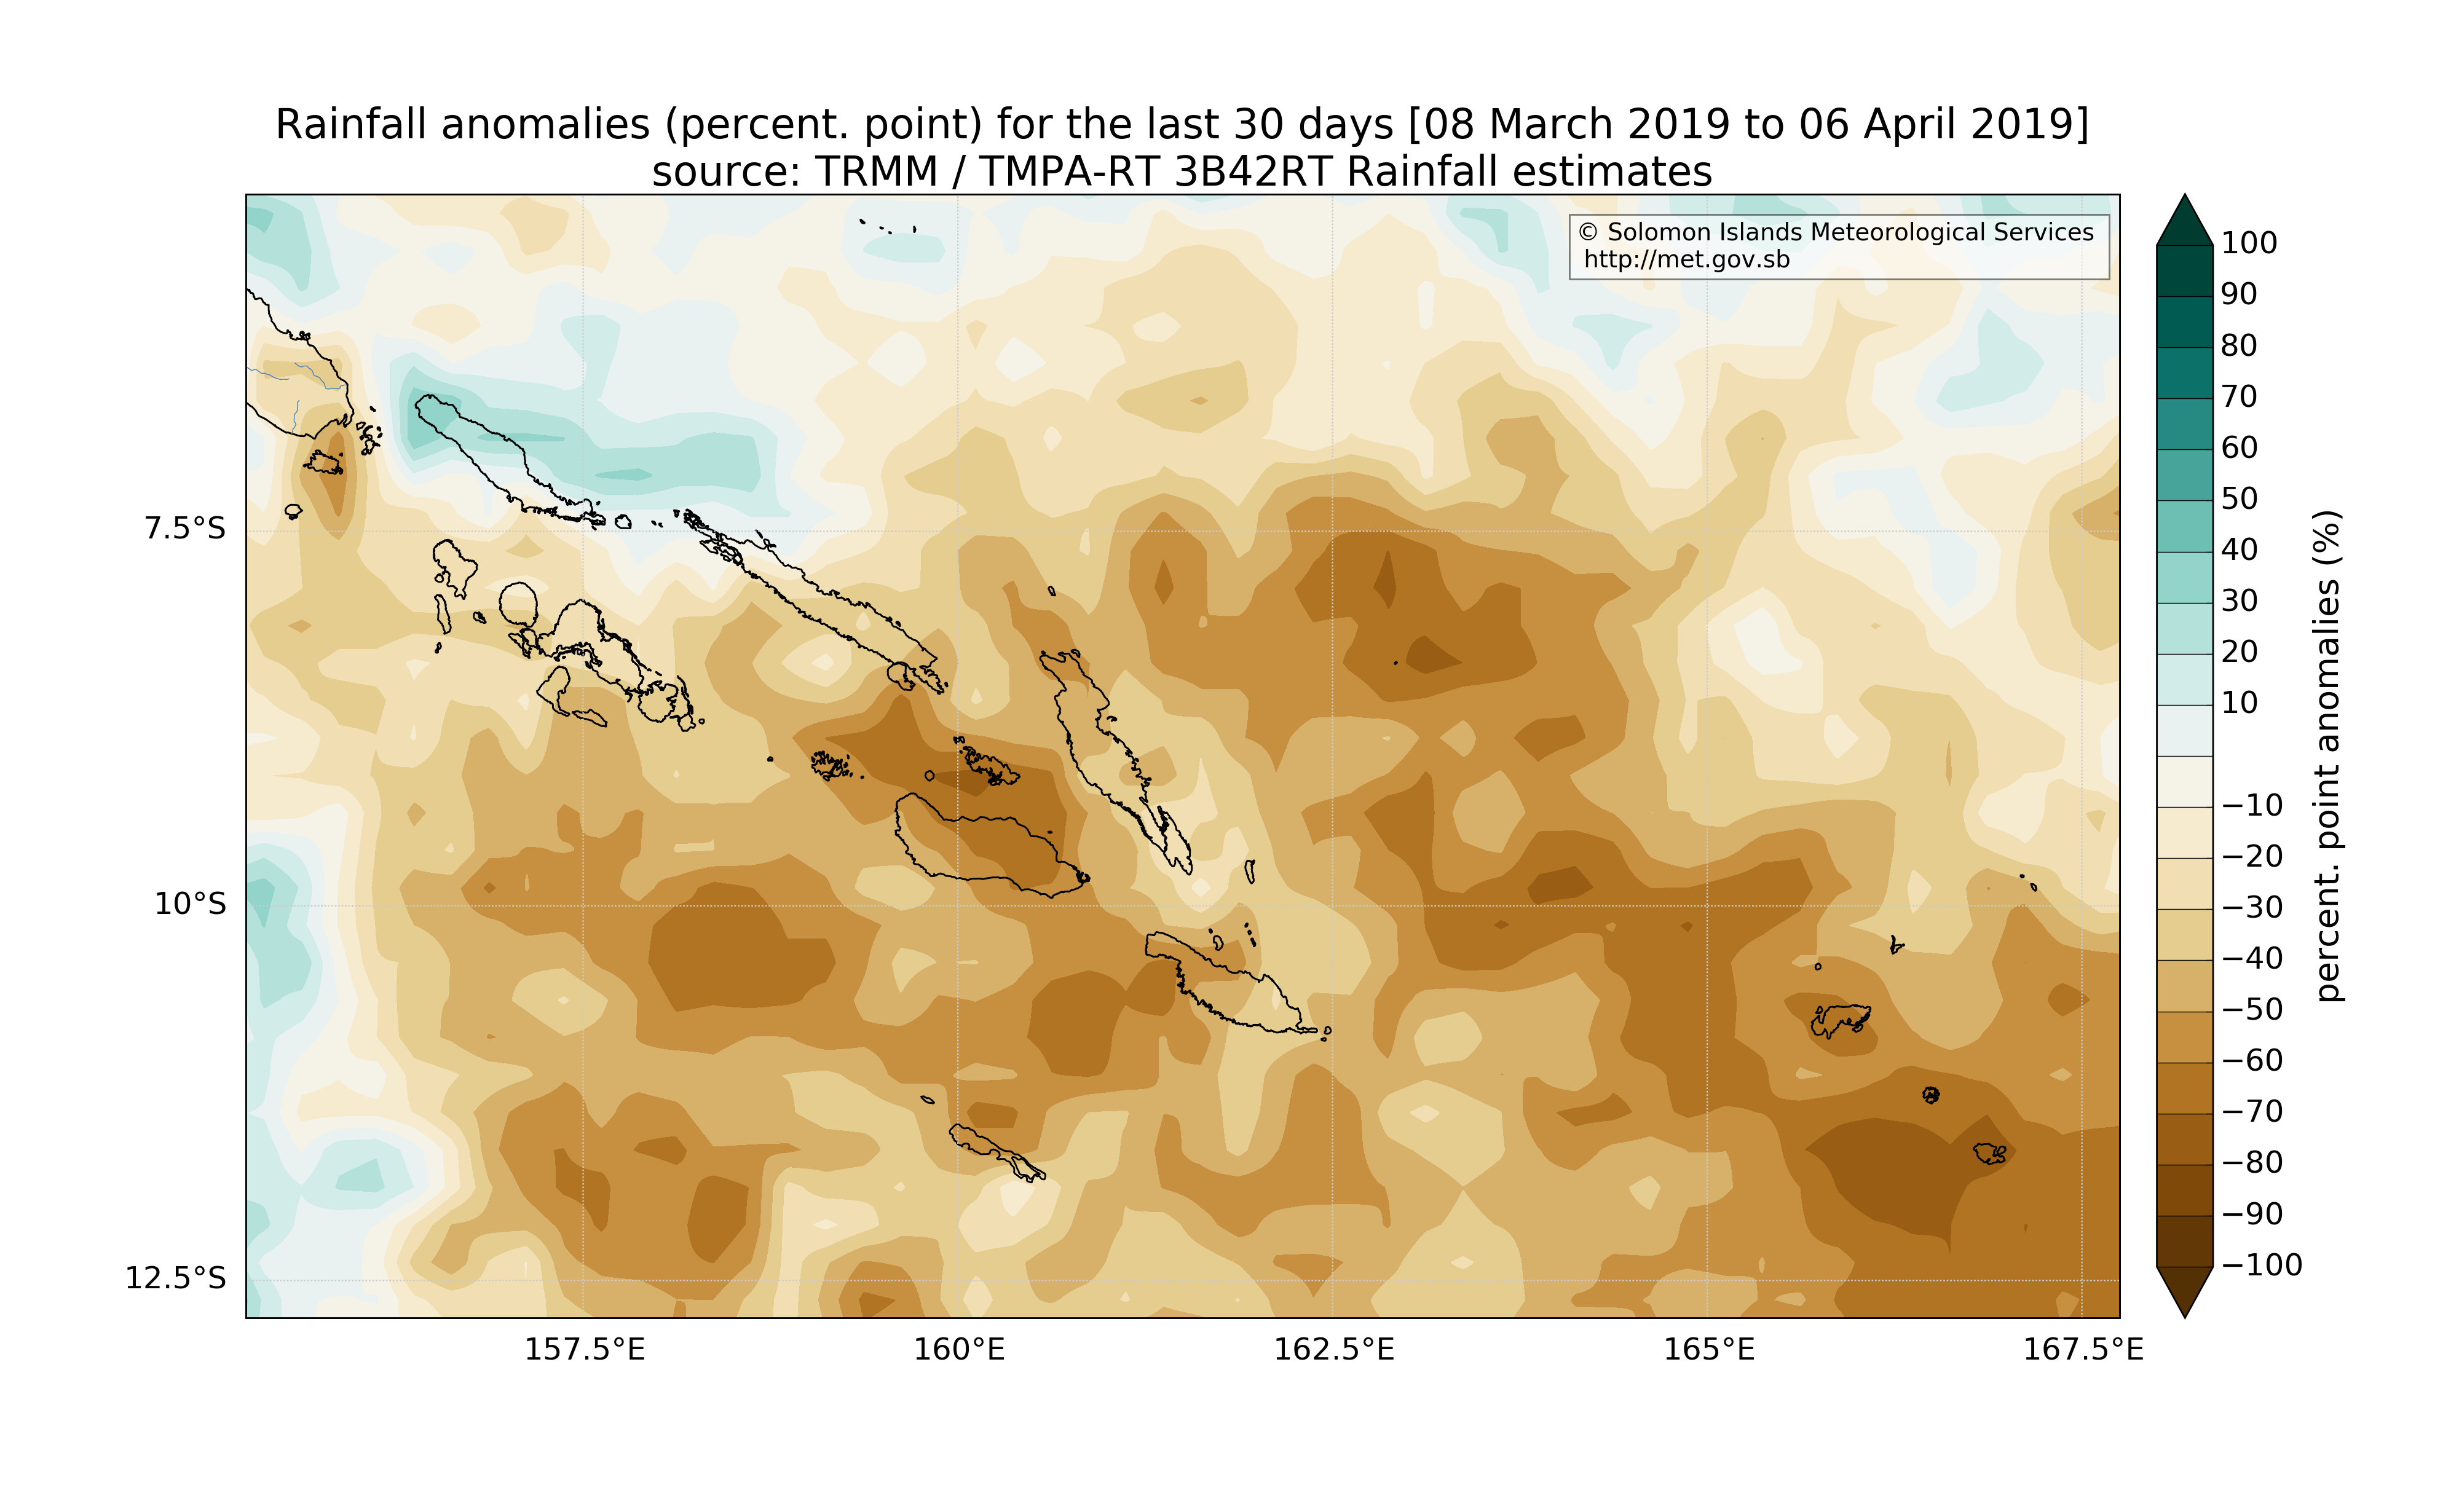 Rainfall anomalies (percent. point) for the last 30 days [08 March 2019 to 06 April 2019]
source: TRMM / TMPA-RT 3B42RT Rainfall estimates
© Solomon Islands Meteorological Services
http://met.gov.sb
7.5°S
10°S
12.5°S
157.5°E
160°E
162.5°E
165°E
167.5°E
100
90
80
70
60
50
40
30
20
10
−10
−20
−30
−40
−50
−60
−70
−80
−90
−100
percent. point anomalies (%)